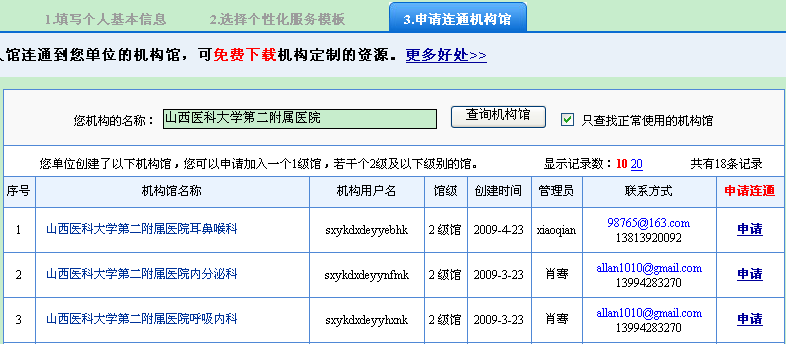 1.填写个人基本信息 2.选择个性化服务模板 3.申请连通机构馆
馆连通到您单位的机构馆，可免费下载机构定制的资源。更多好处>>
您机构的名称： 山西医科大学第二附属医院 查询机构馆 只查找正常使用的机构馆
您单位创建了以下机构馆，您可以申请加入一个1级馆，若干个2级及以下级别的馆。 显示记录数：10 20 共有18条记录
序号 机构馆名称 机构用户名 馆级 创建时间 管理员 联系方式 申请连通
1 山西医科大学第二附属医院耳鼻喉科 sxykdxdeyyebhk 2级馆 2009-4-23 xiaoqian 98765@163.com 申请
13813920092
2 山西医科大学第二附属医院内分泌科 sxykdxdeyynfmk 2级馆 2009-3-23 肖骞 allan1010@gmail.com 申请
13994283270
3 山西医科大学第二附属医院呼吸内科 sxykdxdeyyhxnk 2级馆 2009-3-23 肖骞 allan1010@gmail.com 申请
13994283270